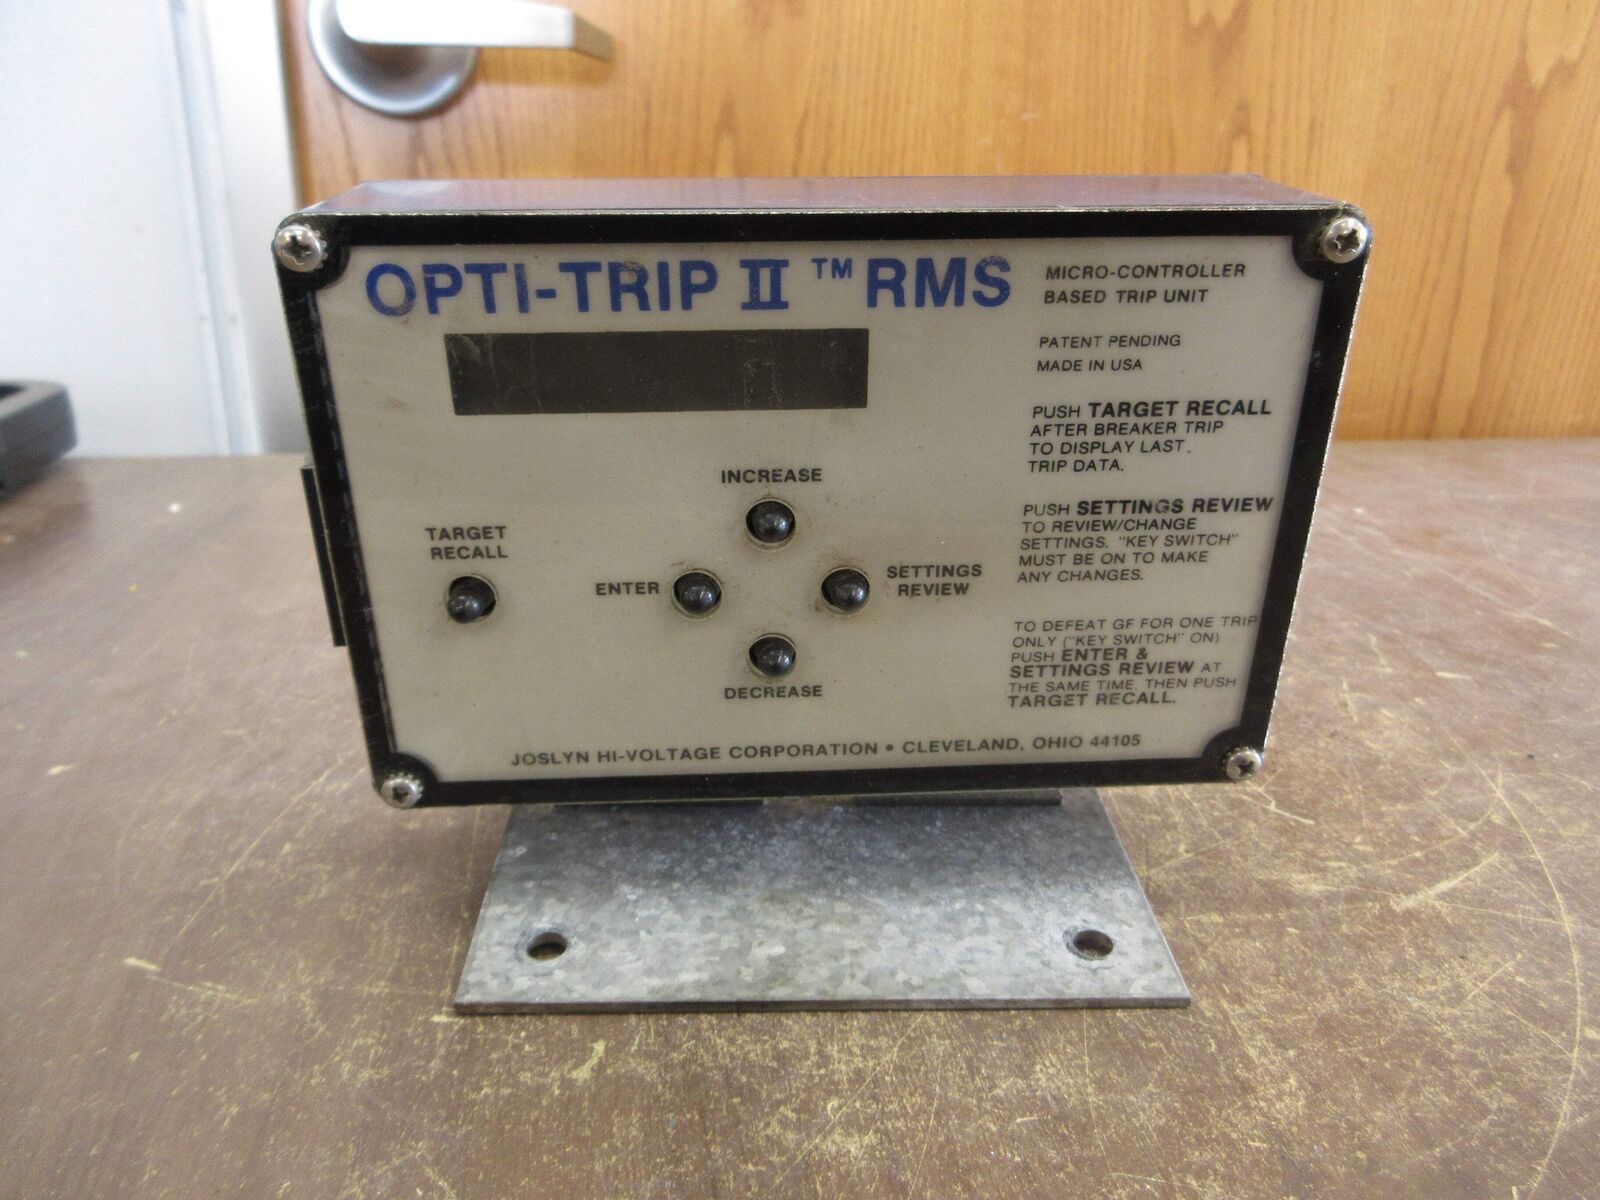 OPTI-TRIP II ™ RMS
MICRO-CONTROLLER
BASED TRIP UNIT
PATENT PENDING
MADE IN USA
PUSH TARGET RECALL
AFTER BREAKER TRIP
TO DISPLAY LAST.
TRIP DATA.
PUSH SETTINGS REVIEW
TO REVIEW/CHANGE
SETTINGS. "KEY SWITCH"
MUST BE ON TO MAKE
ANY CHANGES.
TO DEFEAT GF FOR ONE TRIP
ONLY ("KEY SWITCH" ON)
PUSH ENTER &
SETTINGS REVIEW AT
THE SAME TIME. THEN PUSH
TARGET RECALL.
INCREASE
TARGET
RECALL
ENTER
SETTINGS
REVIEW
DECREASE
JOSLYN HI-VOLTAGE CORPORATION • CLEVELAND, OHIO 44105